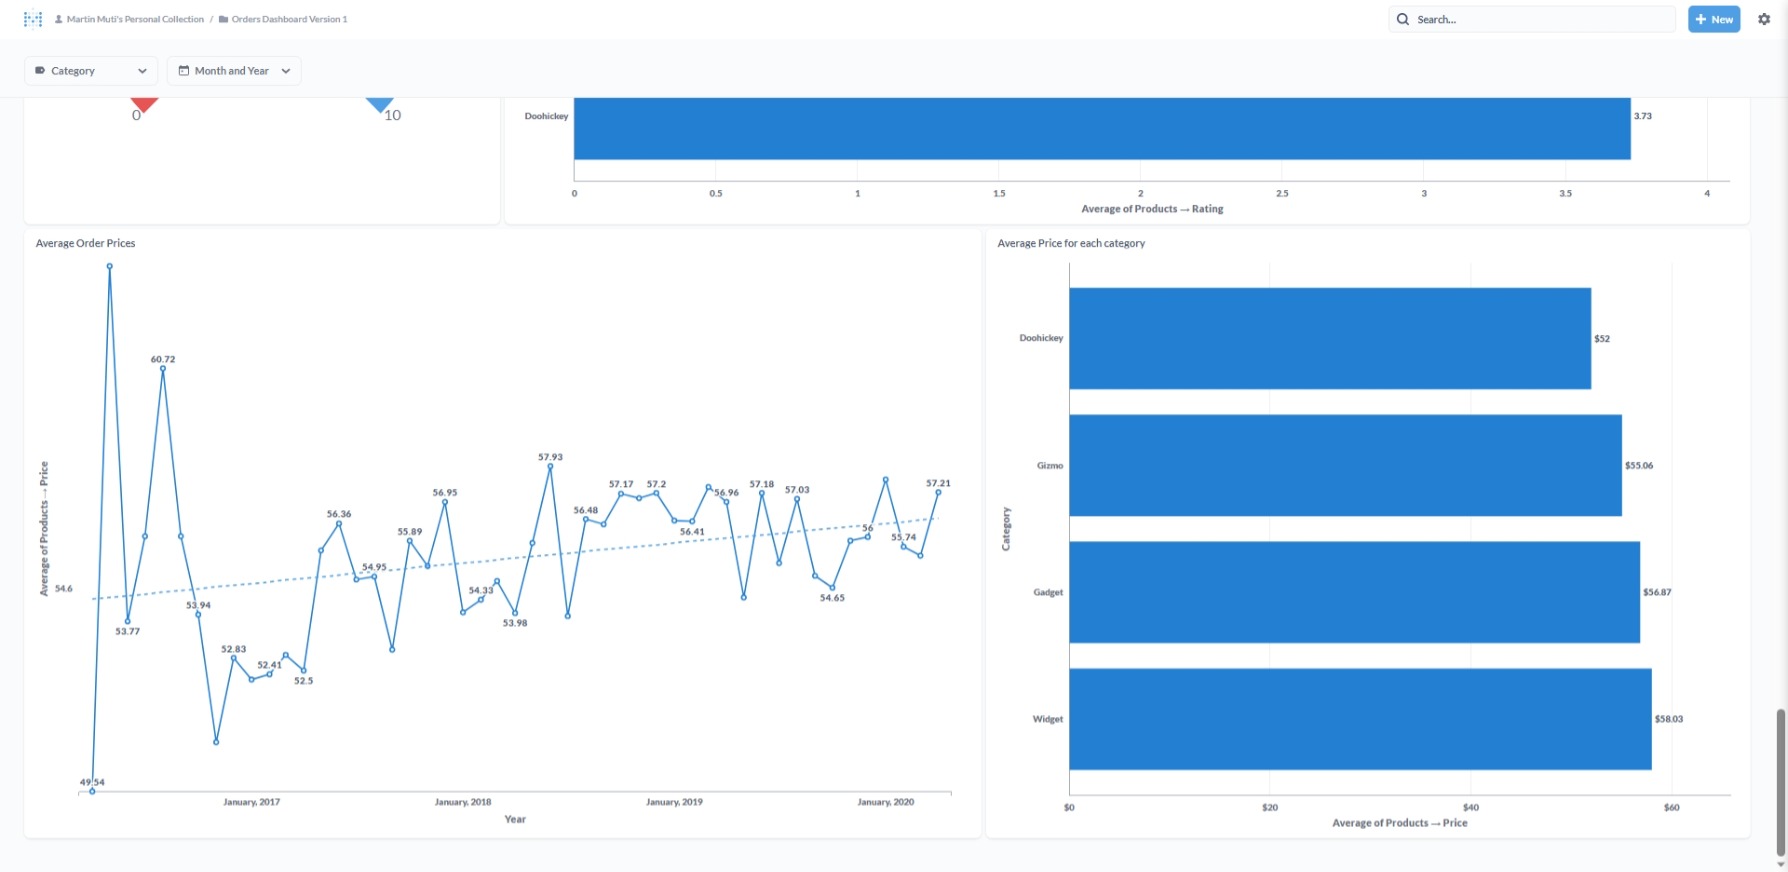 Martin Muti's Personal Collection / Orders Dashboard Version 1
Search...
+ New
Category
Month and Year
0
10
Doohickey
3.73
0 0.5 1 1.5 2 2.5 3 3.5 4
Average of Products → Rating
Average Order Prices
Average of Products → Price
54.6
49.54
53.77
60.72
53.94
52.83
52.41
52.5
56.36
54.95
55.89
56.95
54.33
53.98
57.93
56.48
57.17
57.2
56.41
56.96
57.18
57.03
54.65
56
55.74
57.21
January, 2017 January, 2018 January, 2019 January, 2020
Year
Average Price for each category
Category
Doohickey
$52
Gizmo
$55.06
Gadget
$56.87
Widget
$58.03
$0 $20 $40 $60
Average of Products → Price